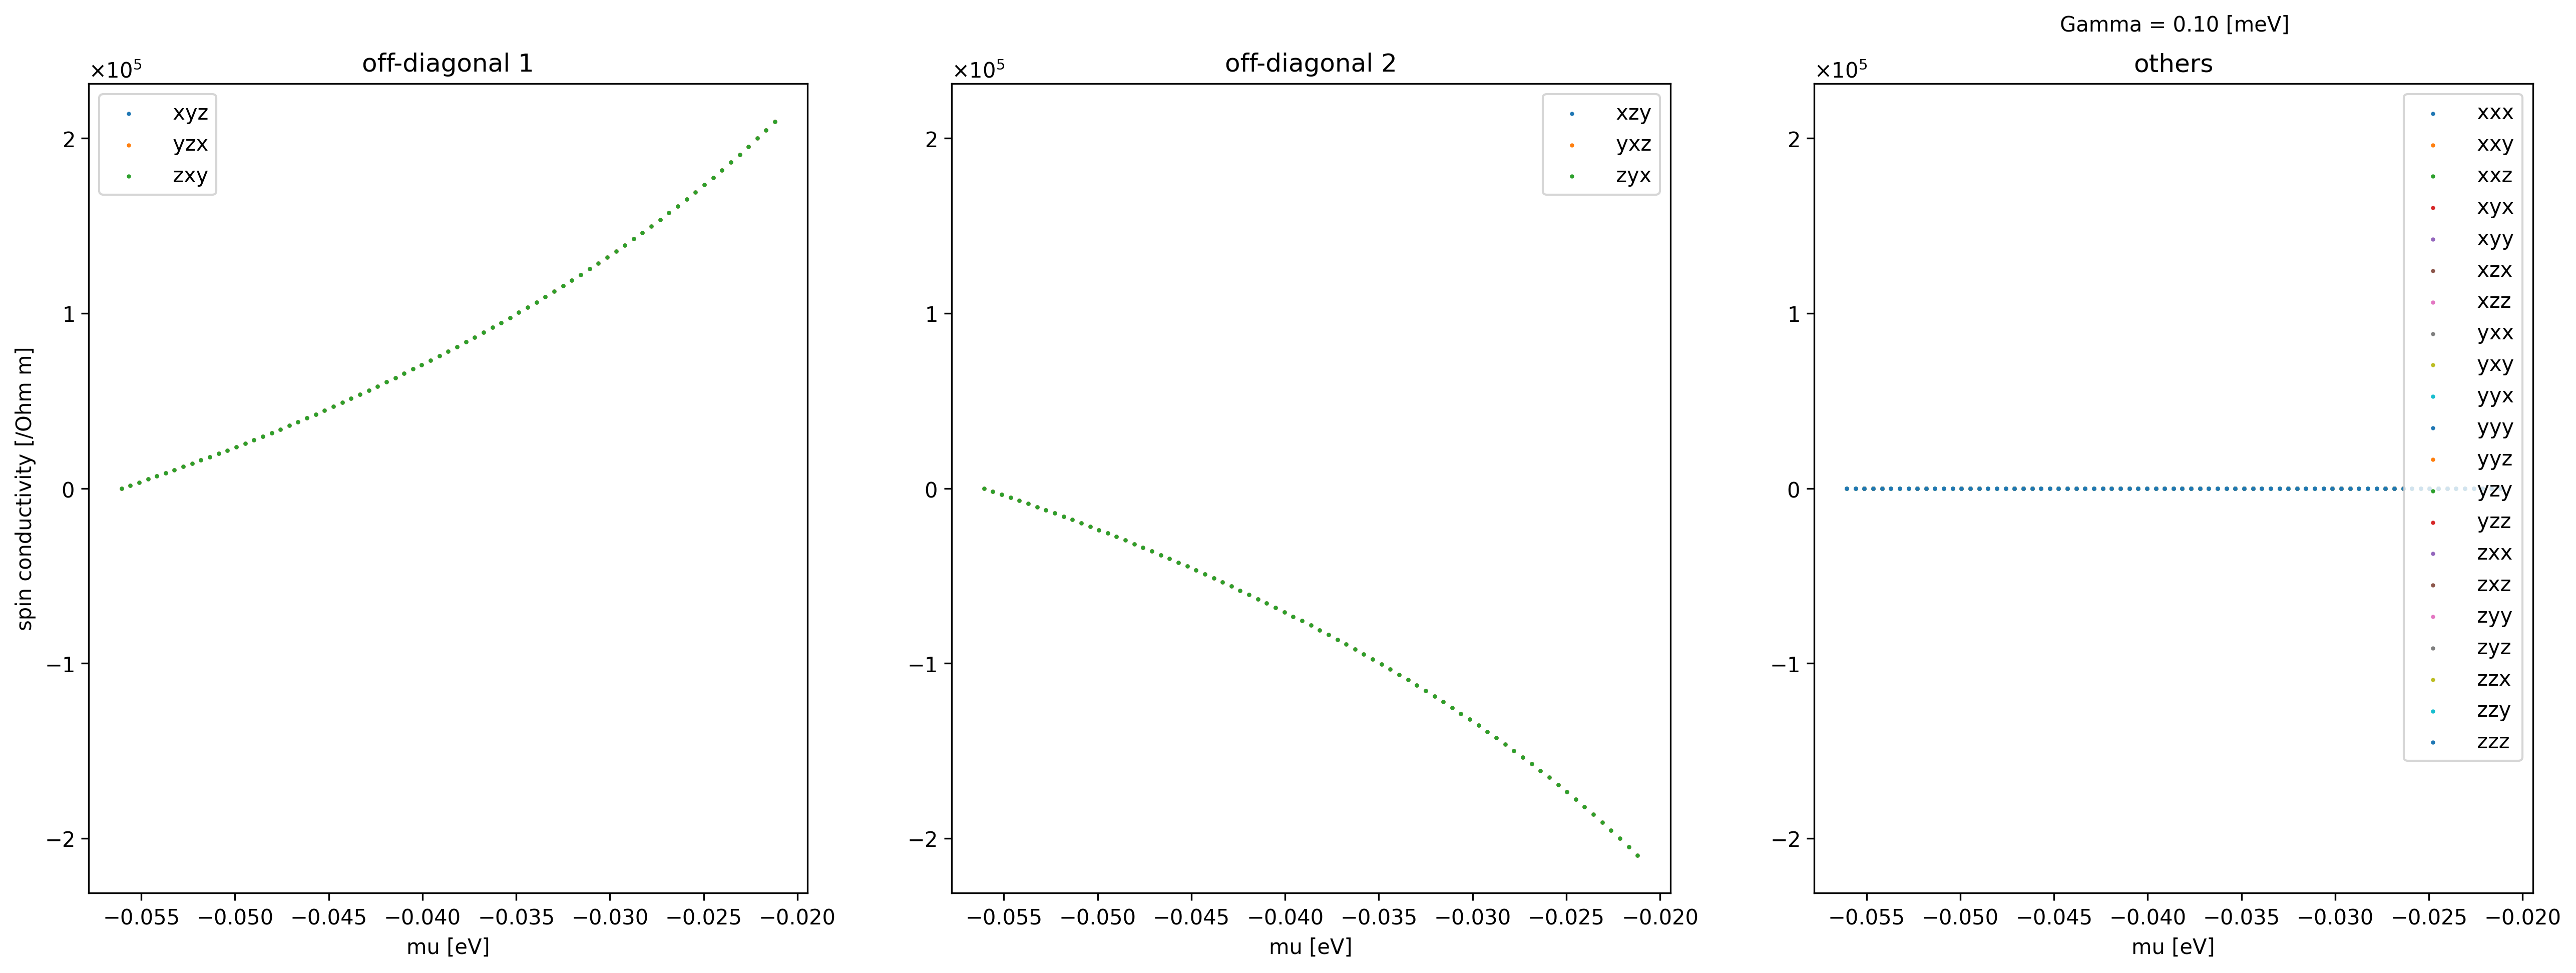 Gamma = 0.10 [meV]
off-diagonal 1
×10⁵
xyz
yzx
zxy
2
1
0
−1
−2
spin conductivity [/Ohm m]
−0.055 −0.050 −0.045 −0.040 −0.035 −0.030 −0.025 −0.020
mu [eV]
off-diagonal 2
×10⁵
xzy
yxz
zyx
2
1
0
−1
−2
−0.055 −0.050 −0.045 −0.040 −0.035 −0.030 −0.025 −0.020
mu [eV]
others
×10⁵
xxx
xxy
xxz
xyx
xyy
xzx
xzz
yxx
yxy
yyx
yyy
yyz
yzy
yzz
zxx
zxz
zyy
zyz
zzx
zzy
zzz
2
1
0
−1
−2
−0.055 −0.050 −0.045 −0.040 −0.035 −0.030 −0.025 −0.020
mu [eV]